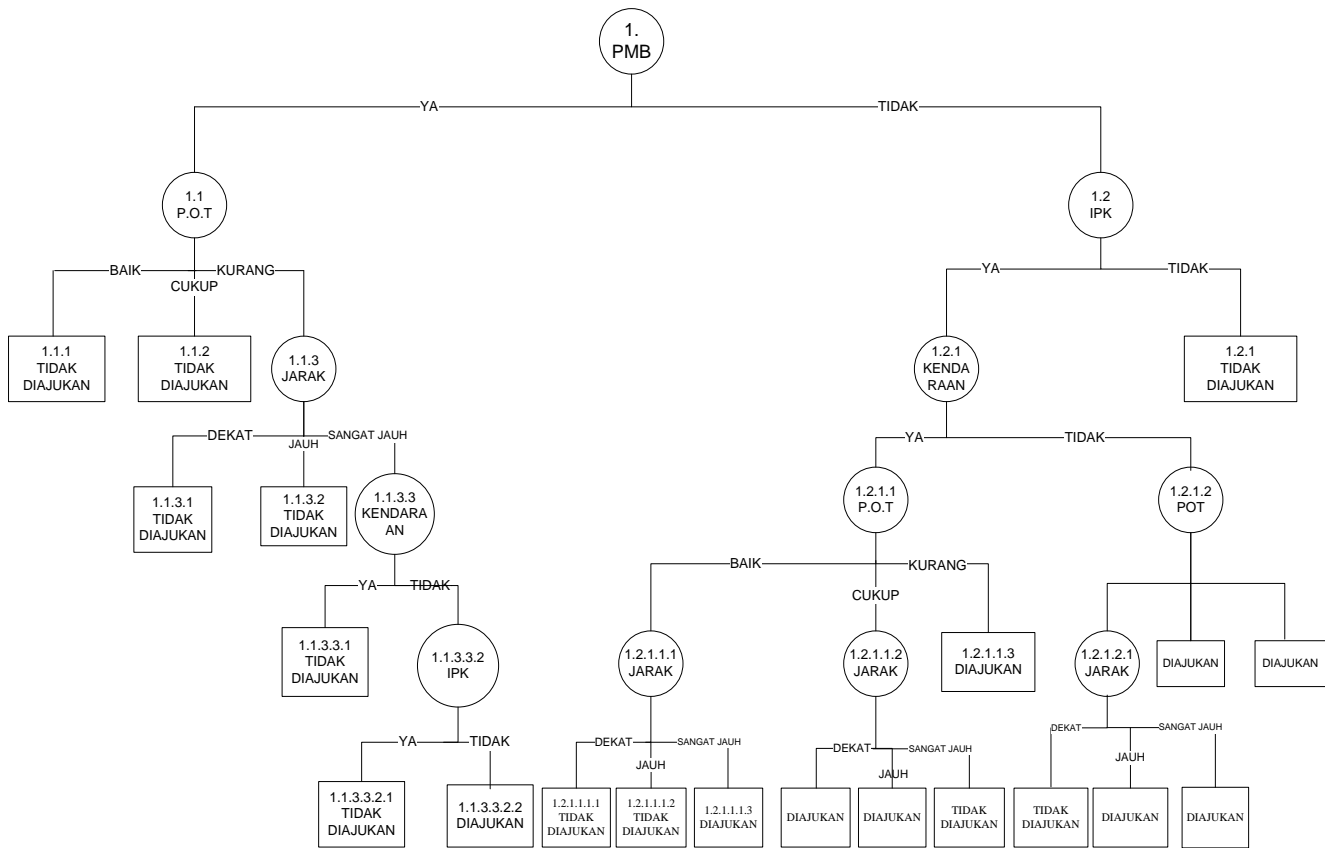 1.
PMB
YA
TIDAK
1.1
P.O.T
1.2
IPK
BAIK
CUKUP
KURANG
YA
TIDAK
1.1.1
TIDAK
DIAJUKAN
1.1.2
TIDAK
DIAJUKAN
1.1.3
JARAK
1.2.1
KENDA
RAAN
1.2.1
TIDAK
DIAJUKAN
DEKAT
JAUH
SANGAT JAUH
YA
TIDAK
1.1.3.1
TIDAK
DIAJUKAN
1.1.3.2
TIDAK
DIAJUKAN
1.1.3.3
KENDARA
AN
1.2.1.1
P.O.T
1.2.1.2
POT
YA
TIDAK
BAIK
CUKUP
KURANG
1.1.3.3.1
TIDAK
DIAJUKAN
1.1.3.3.2
IPK
1.2.1.1.1
JARAK
1.2.1.1.2
JARAK
1.2.1.1.3
DIAJUKAN
1.2.1.2.1
JARAK
DIAJUKAN
DIAJUKAN
YA
TIDAK
DEKAT
JAUH
SANGAT JAUH
DEKAT
JAUH
SANGAT JAUH
DEKAT
JAUH
SANGAT JAUH
1.1.3.3.2.1
TIDAK
DIAJUKAN
1.1.3.3.2.2
DIAJUKAN
1.2.1.1.1.1
TIDAK
DIAJUKAN
1.2.1.1.1.2
TIDAK
DIAJUKAN
1.2.1.1.1.3
DIAJUKAN
DIAJUKAN
DIAJUKAN
TIDAK
DIAJUKAN
TIDAK
DIAJUKAN
DIAJUKAN
DIAJUKAN